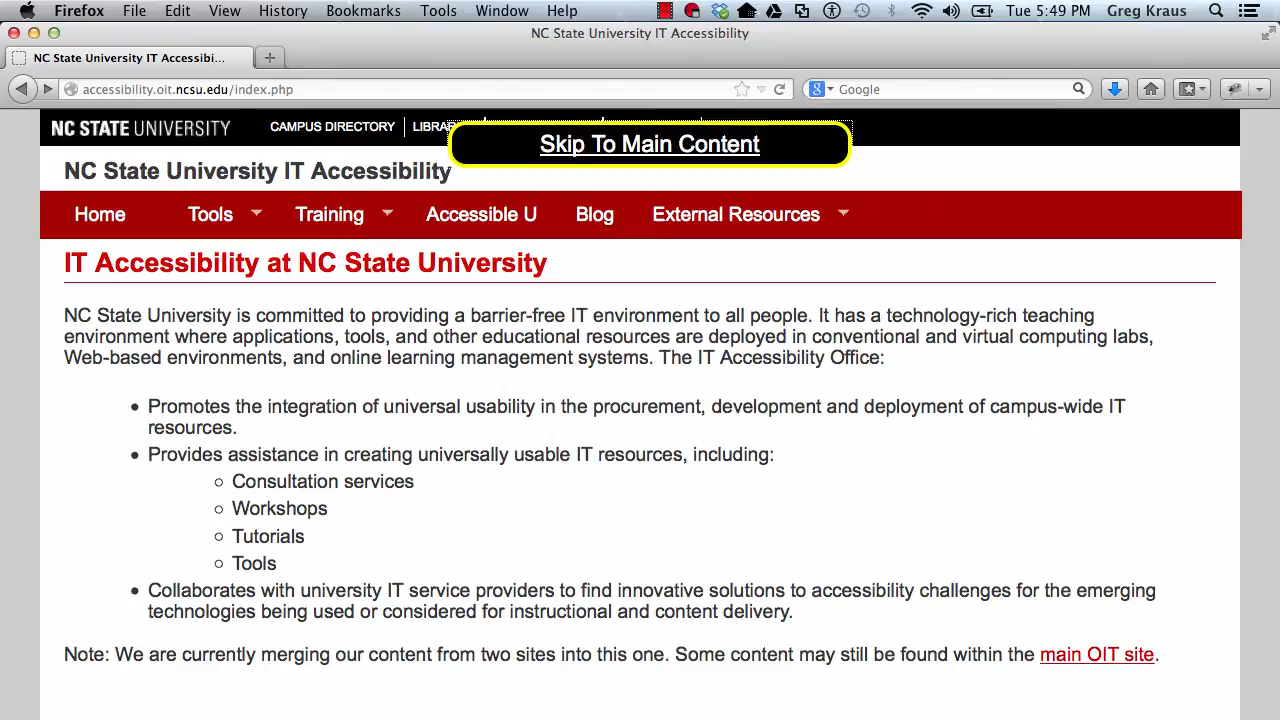 Firefox File Edit View History Bookmarks Tools Window Help Tue 5:49 PM Greg Kraus
NC State University IT Accessibility
NC State University IT Accessibi...
accessibility.oit.ncsu.edu/index.php
Google
NC STATE UNIVERSITY CAMPUS DIRECTORY
Skip To Main Content
NC State University IT Accessibility
Home Tools Training Accessible U Blog External Resources
IT Accessibility at NC State University
NC State University is committed to providing a barrier-free IT environment to all people. It has a technology-rich teaching
environment where applications, tools, and other educational resources are deployed in conventional and virtual computing labs,
Web-based environments, and online learning management systems. The IT Accessibility Office:
• Promotes the integration of universal usability in the procurement, development and deployment of campus-wide IT
resources.
• Provides assistance in creating universally usable IT resources, including:
○ Consultation services
○ Workshops
○ Tutorials
○ Tools
• Collaborates with university IT service providers to find innovative solutions to accessibility challenges for the emerging
technologies being used or considered for instructional and content delivery.
Note: We are currently merging our content from two sites into this one. Some content may still be found within the main OIT site.